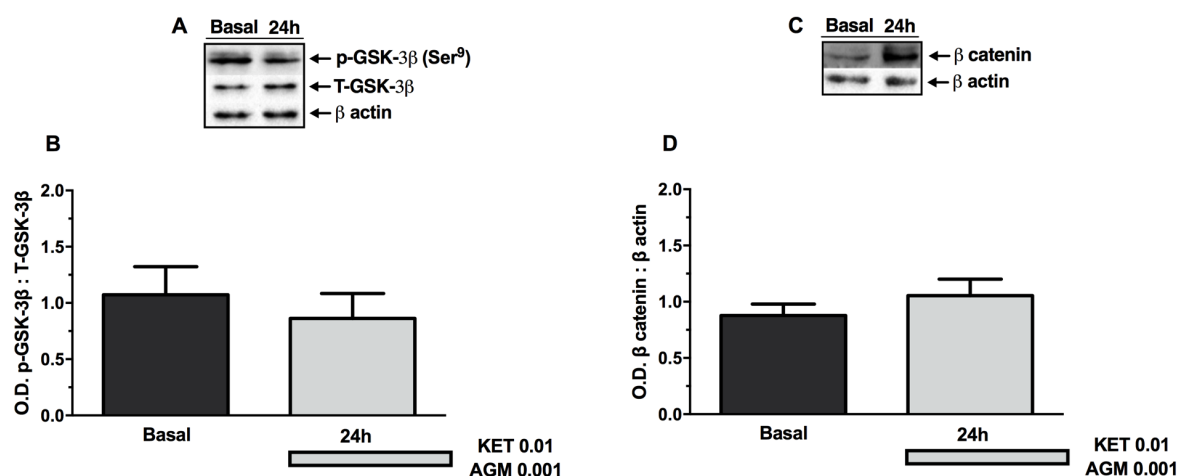 A
Basal 24h
p-GSK-3β (Ser⁹)
T-GSK-3β
β actin
C
Basal 24h
β catenin
β actin
B
O.D. p-GSK-3β : T-GSK-3β
2.0
1.5
1.0
0.5
0.0
Basal
24h
KET 0.01
AGM 0.001
D
O.D. β catenin : β actin
2.0
1.5
1.0
0.5
0.0
Basal
24h
KET 0.01
AGM 0.001